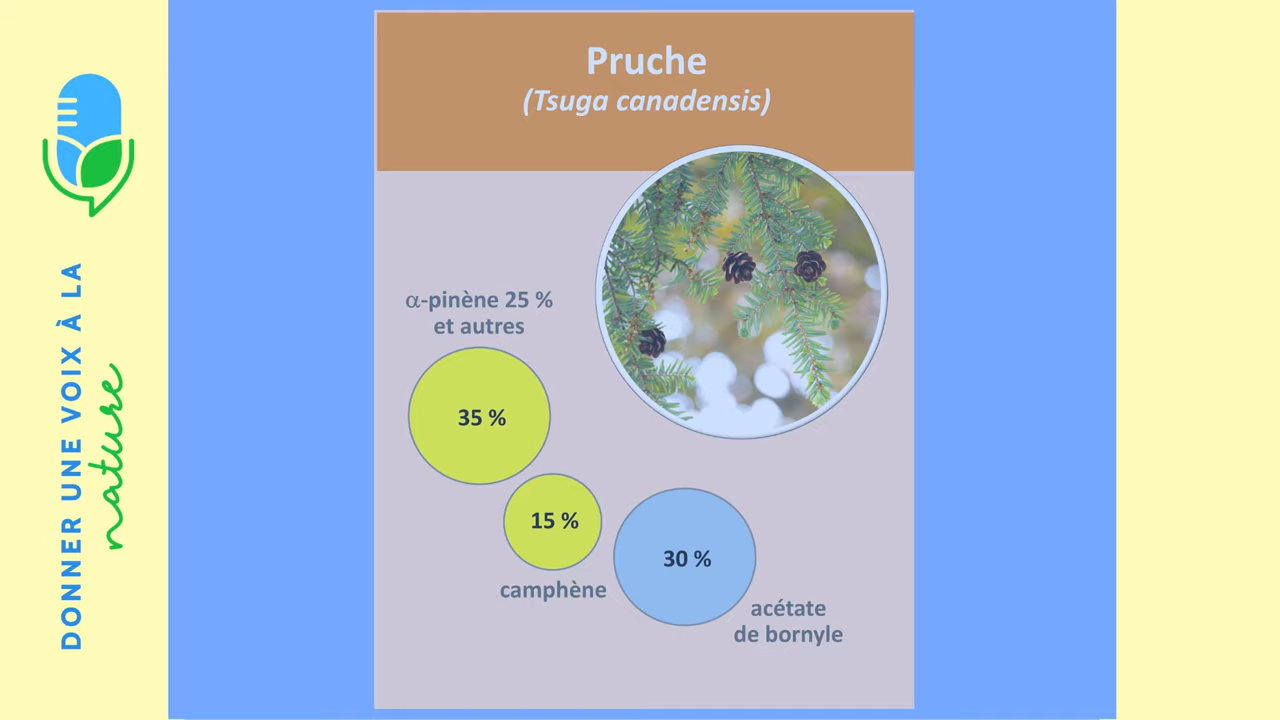 DONNER UNE VOIX À LA
nature
Pruche
(Tsuga canadensis)
α-pinène 25 %
et autres
35 %
15 %
camphène
30 %
acétate
de bornyle